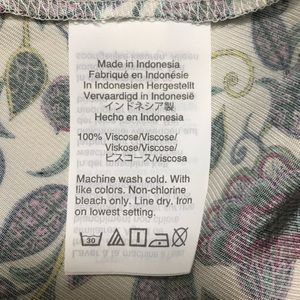 Made in Indonesia
Fabriqué en Indonésie
In Indonesien Hergestellt
Vervaardigd in Indonesië
インドネシア製
Hecho en Indonesia
100% Viscose/Viscose/
Viskose/Viscose/
ビスコース/viscosa
Machine wash cold. With
like colors. Non-chlorine
bleach only. Line dry. Iron
on lowest setting.
30